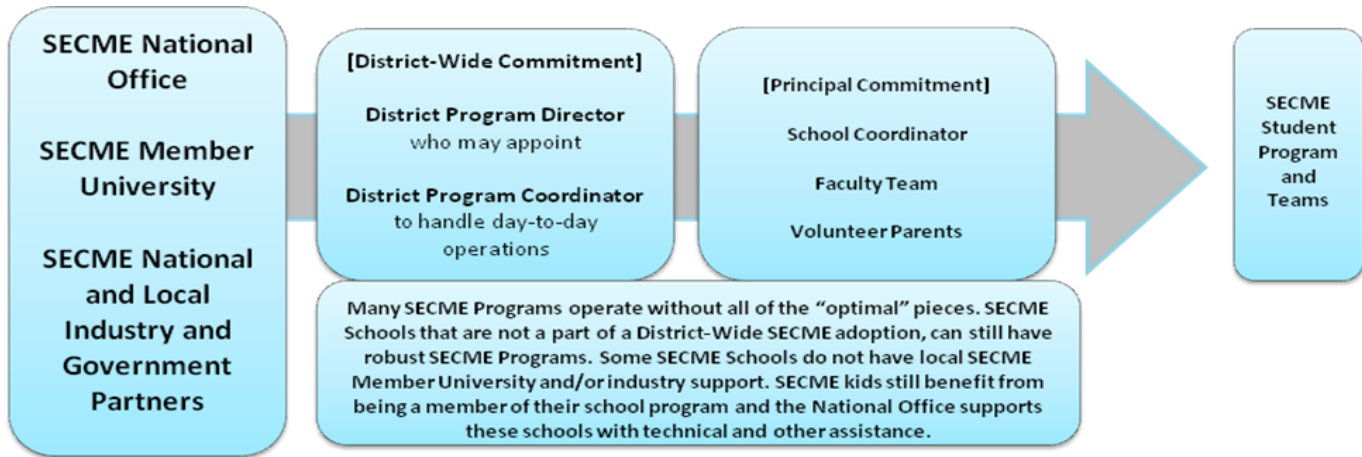 SECME National
Office
SECME Member
University
SECME National
and Local
Industry and
Government
Partners
[District-Wide Commitment]
District Program Director
who may appoint
District Program Coordinator
to handle day-to-day
operations
[Principal Commitment]
School Coordinator
Faculty Team
Volunteer Parents
Many SECME Programs operate without all of the “optimal” pieces. SECME
Schools that are not a part of a District-Wide SECME adoption, can still have
robust SECME Programs. Some SECME Schools do not have local SECME
Member University and/or industry support. SECME kids still benefit from
being a member of their school program and the National Office supports
these schools with technical and other assistance.
SECME
Student
Program
and
Teams